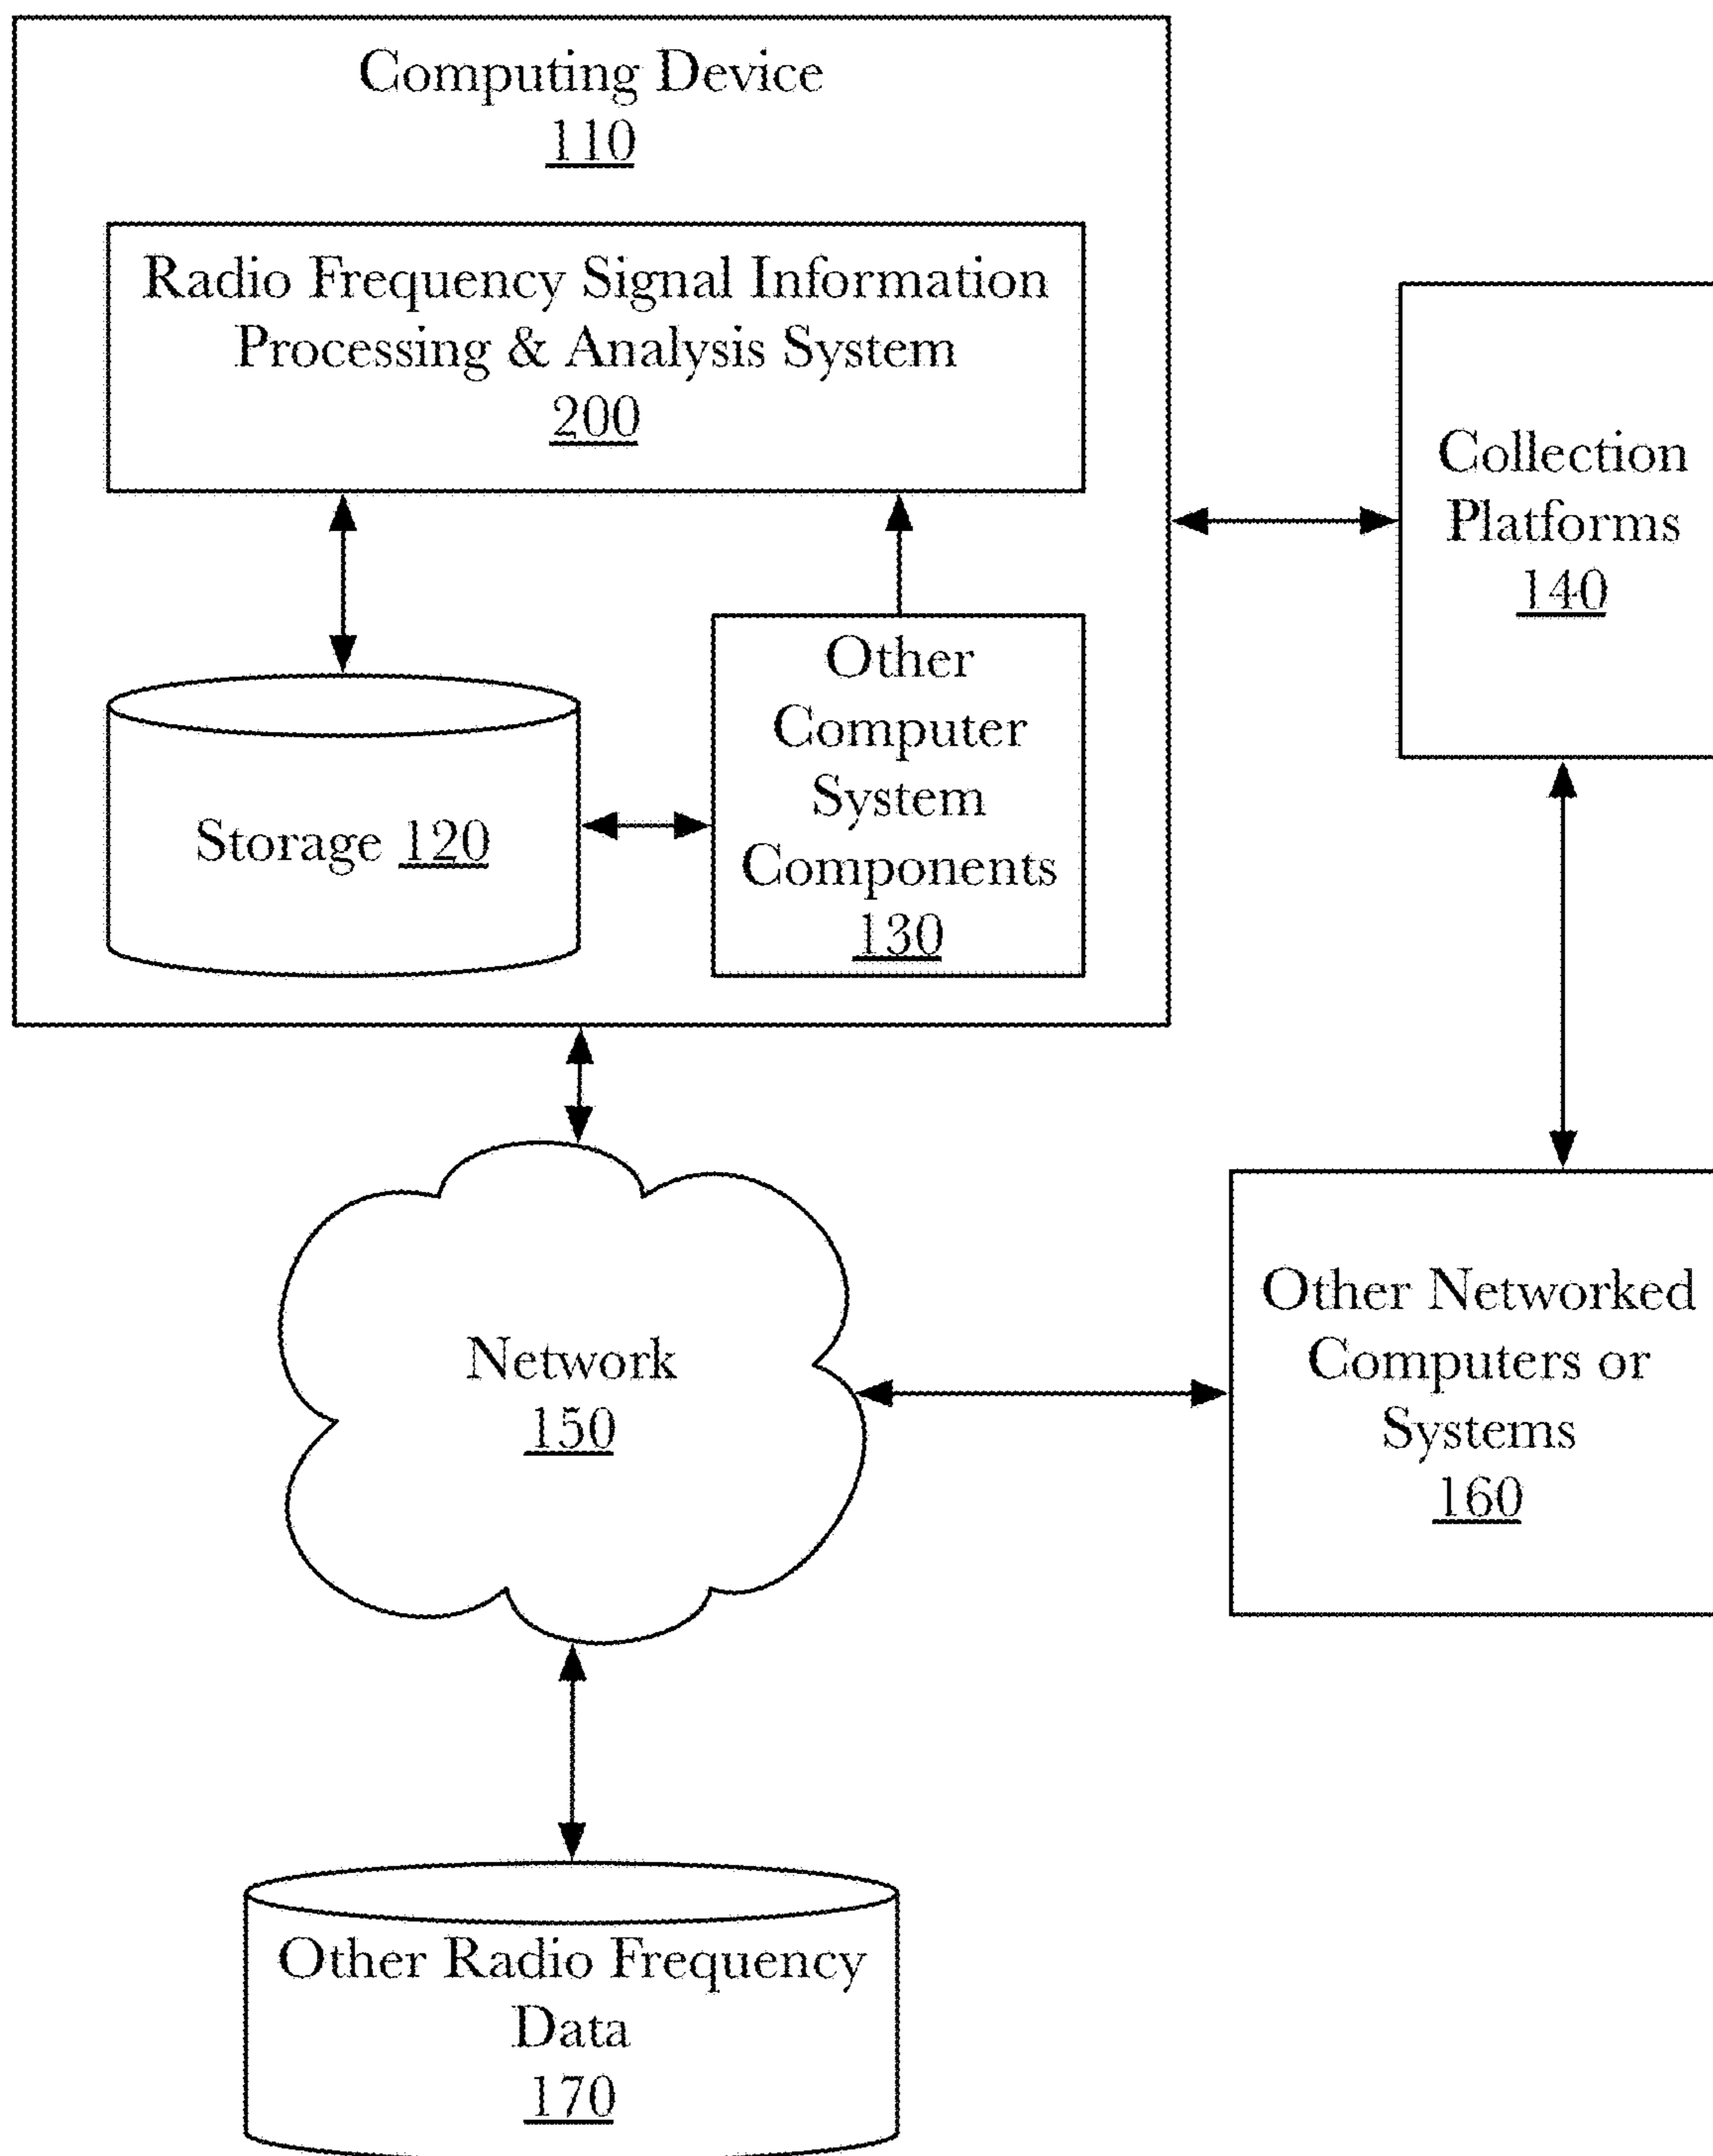 Computing Device
110
Radio Frequency Signal Information
Processing & Analysis System
200
Collection
Platforms
140
Other
Computer
System
Components
130
Storage 120
Other Networked
Computers or
Systems
160
Network
150
Other Radio Frequency
Data
170